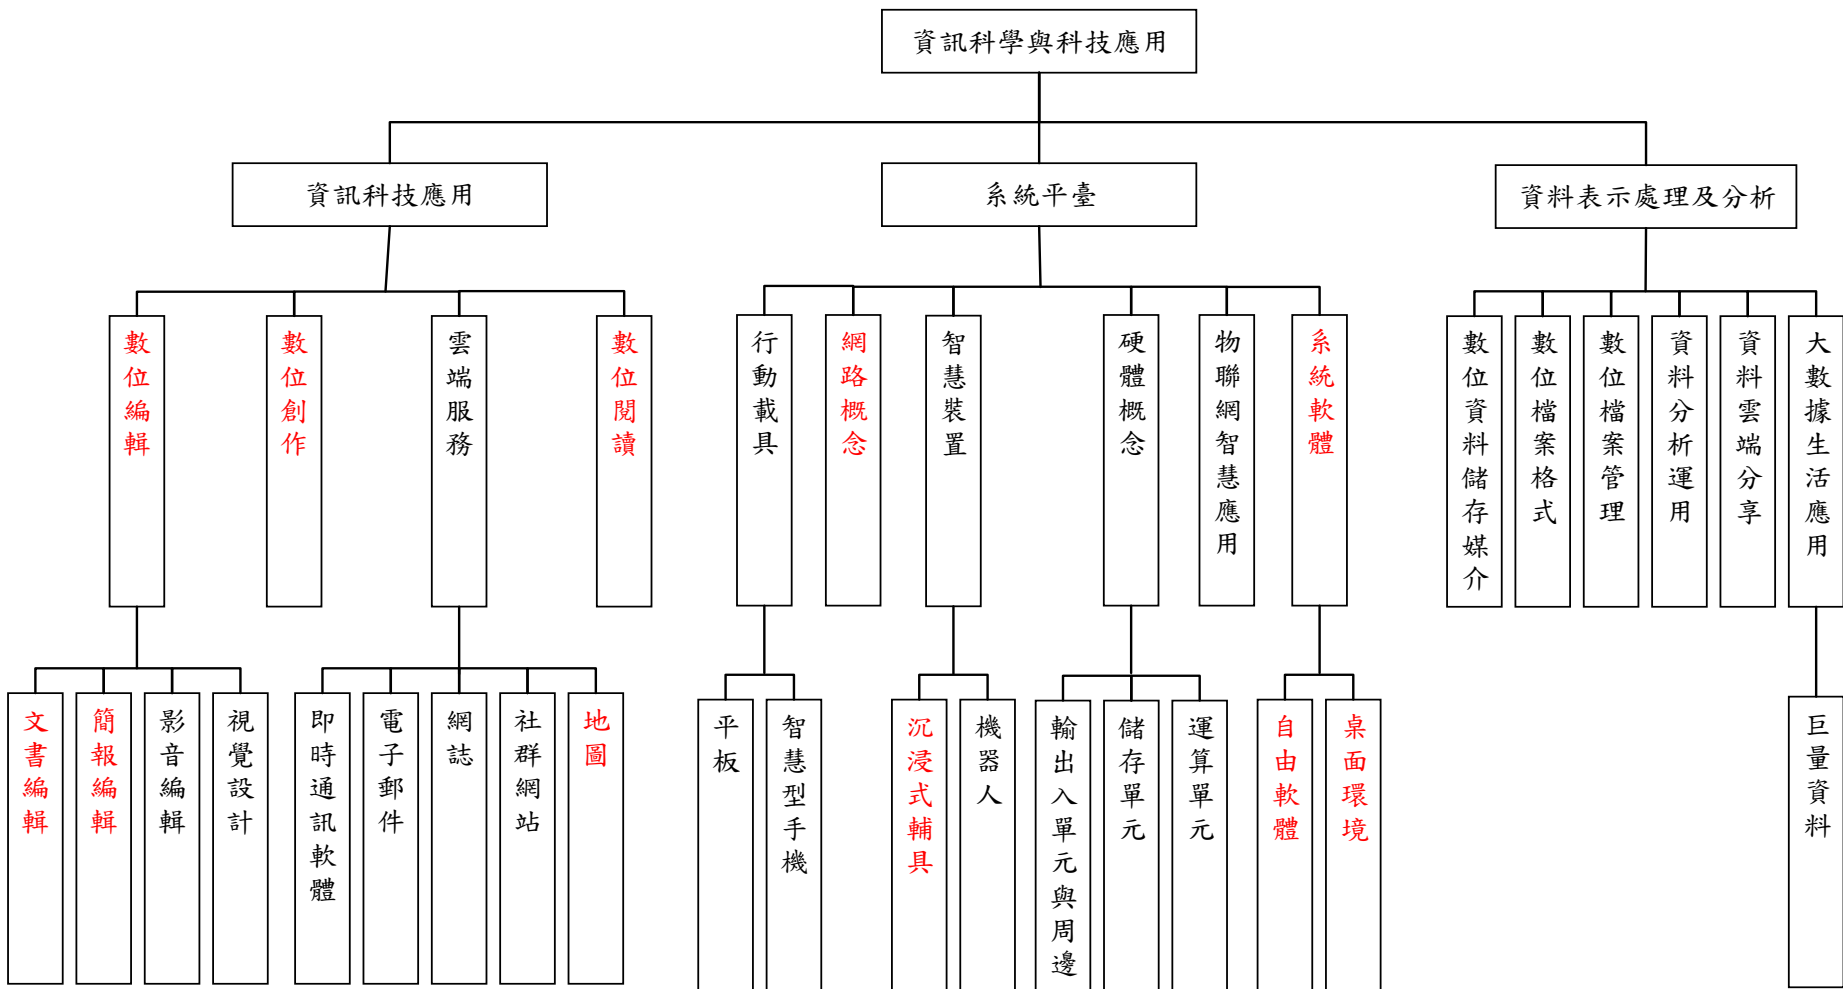 資訊科學與科技應用
資訊科技應用
系統平臺
資料表示處理及分析
數位編輯
數位創作
雲端服務
數位閱讀
行動載具
網路概念
智慧裝置
硬體概念
物聯網智慧應用
系統軟體
數位資料儲存媒介
數位檔案格式
數位檔案管理
資料分析運用
資料雲端分享
大數據生活應用
文書編輯
簡報編輯
影音編輯
視覺設計
即時通訊軟體
電子郵件
網誌
社群網站
地圖
平板
智慧型手機
沉浸式輔具
機器人
輸出入單元與周邊
儲存單元
運算單元
自由軟體
桌面環境
巨量資料